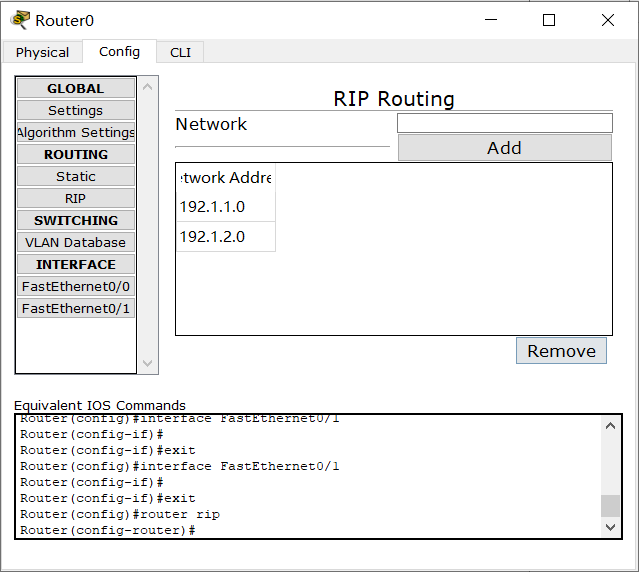 Router0
Physical Config CLI
GLOBAL
Settings
Algorithm Settings
ROUTING
Static
RIP
SWITCHING
VLAN Database
INTERFACE
FastEthernet0/0
FastEthernet0/1
RIP Routing
Network
Add
twork Addre
192.1.1.0
192.1.2.0
Remove
Equivalent IOS Commands
Router(config)#interface FastEthernet0/1
Router(config-if)#
Router(config-if)#exit
Router(config)#interface FastEthernet0/1
Router(config-if)#
Router(config-if)#exit
Router(config)#router rip
Router(config-router)#